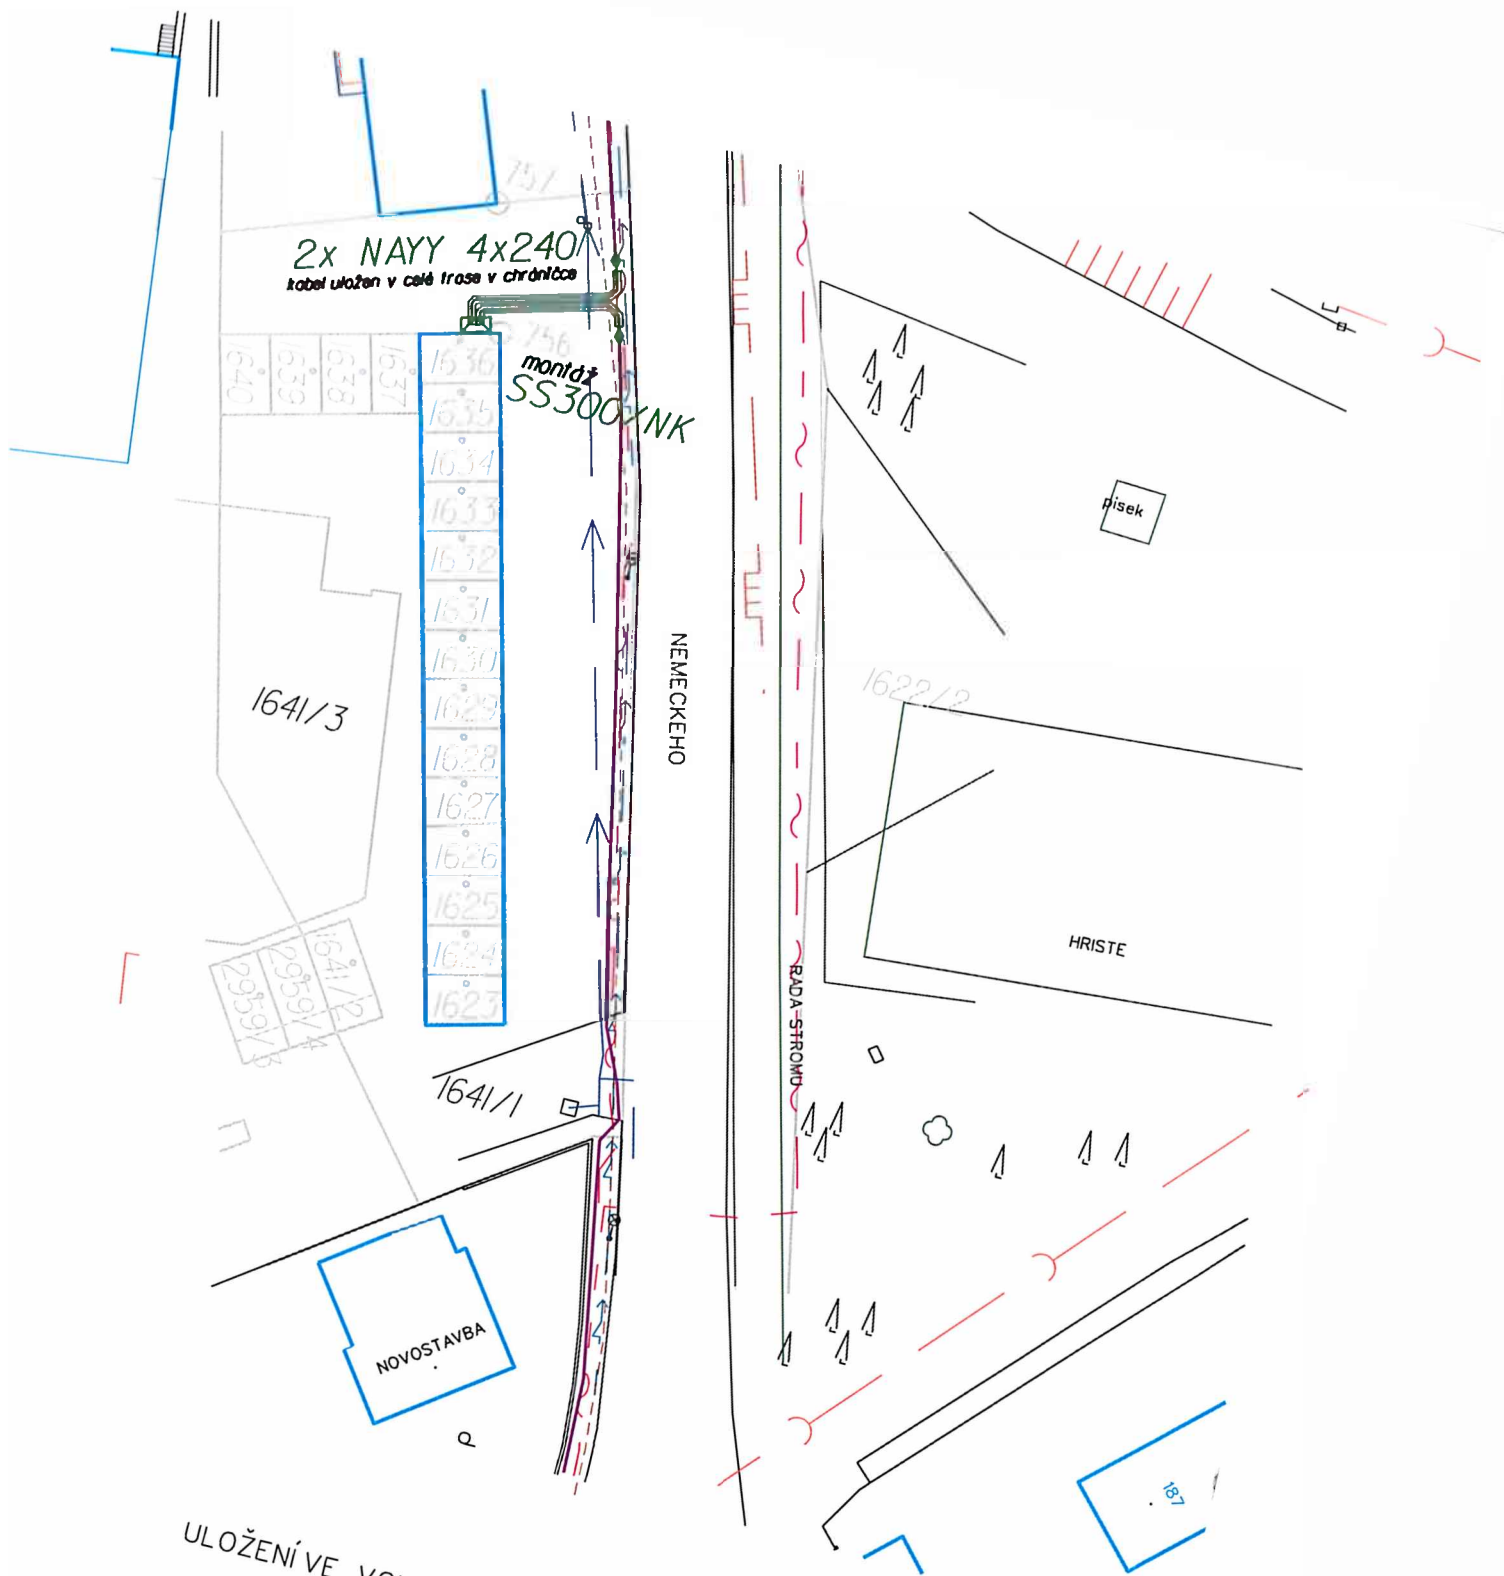 757
2x NAYY 4x240
kabel uložen v celé trase v chráničce
756
montáž
SS300/NK
1640
1639
1638
1637
1636
1635
1634
1633
1632
1631
1630
1629
1628
1627
1626
1625
1624
1623
pisek
NEMECKEHO
1641/3
1622/2
HRISTE
RADA STROMU
2959/3
2959/4
1641/2
1641/1
NOVOSTAVBA
P
187
ULOŽENÍ VE